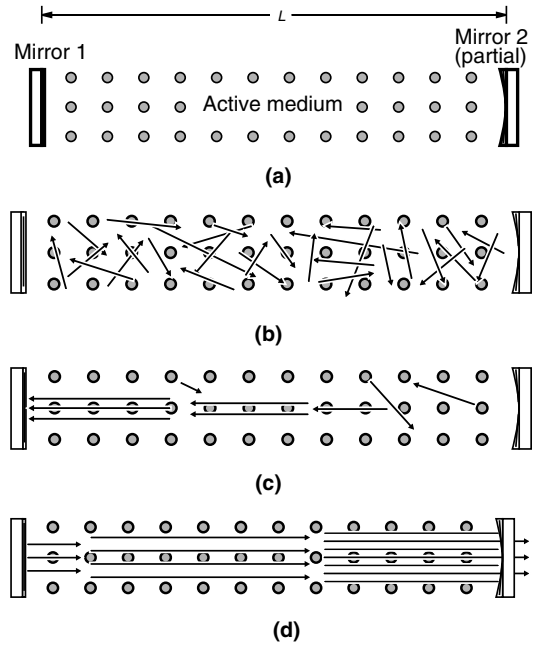 L
Mirror 1
Mirror 2
(partial)
Active medium
(a)
(b)
(c)
(d)